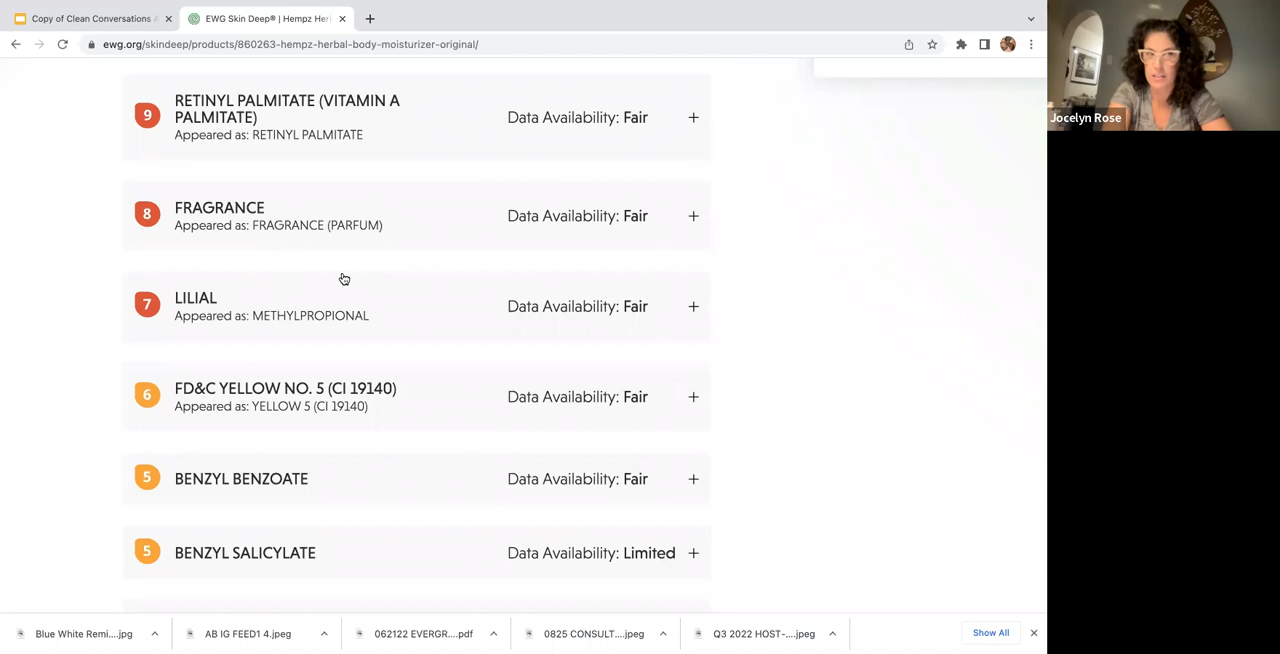 Copy of Clean Conversations A
EWG Skin Deep® | Hempz Her
ewg.org/skindeep/products/860263-hempz-herbal-body-moisturizer-original/
Jocelyn Rose
9
RETINYL PALMITATE (VITAMIN A
PALMITATE)
Appeared as: RETINYL PALMITATE
Data Availability: Fair
8
FRAGRANCE
Appeared as: FRAGRANCE (PARFUM)
Data Availability: Fair
7
LILIAL
Appeared as: METHYLPROPIONAL
Data Availability: Fair
6
FD&C YELLOW NO. 5 (CI 19140)
Appeared as: YELLOW 5 (CI 19140)
Data Availability: Fair
5
BENZYL BENZOATE
Data Availability: Fair
5
BENZYL SALICYLATE
Data Availability: Limited
Blue White Remi....jpg
AB IG FEED1 4.jpeg
062122 EVERGR....pdf
0825 CONSULT....jpeg
Q3 2022 HOST-....jpeg
Show All